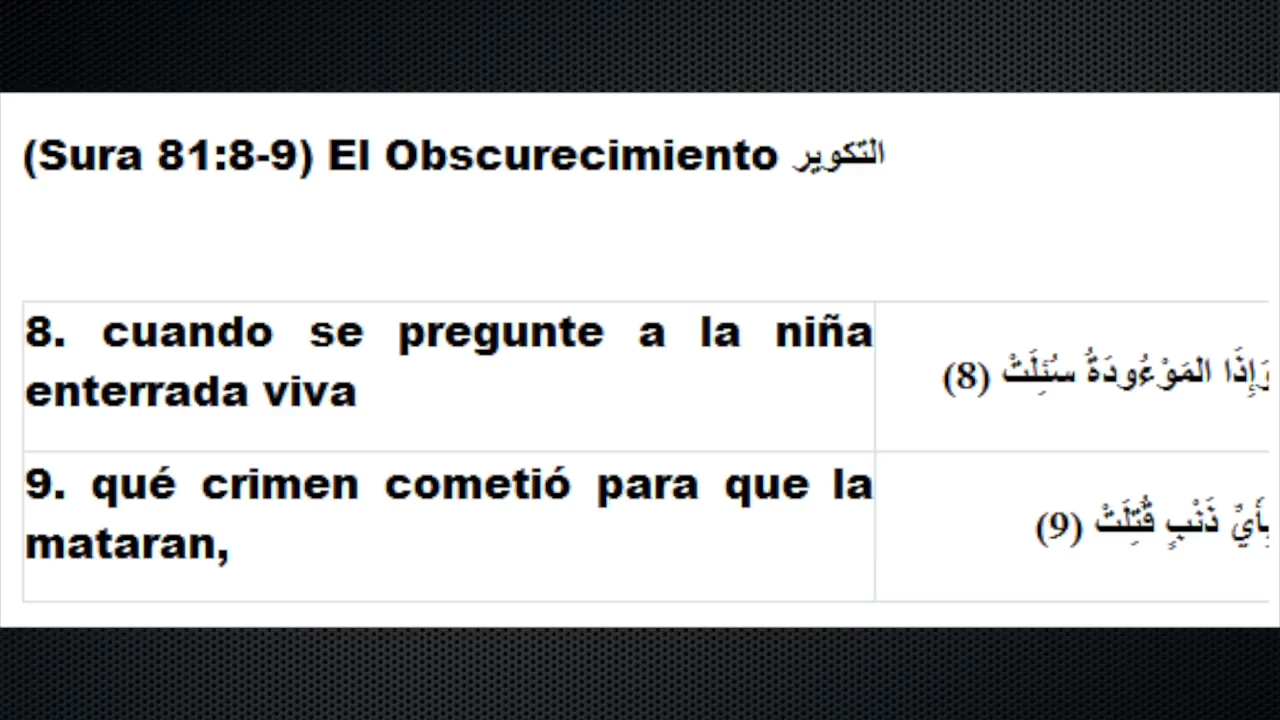 (Sura 81:8-9) El Obscurecimiento التكوير
8. cuando se pregunte a la niña
enterrada viva
وَإِذَا المَوْءُودَةُ سُئِلَتْ (8)
9. qué crimen cometió para que la
mataran,
بِأَيِّ ذَنْبٍ قُتِلَتْ (9)